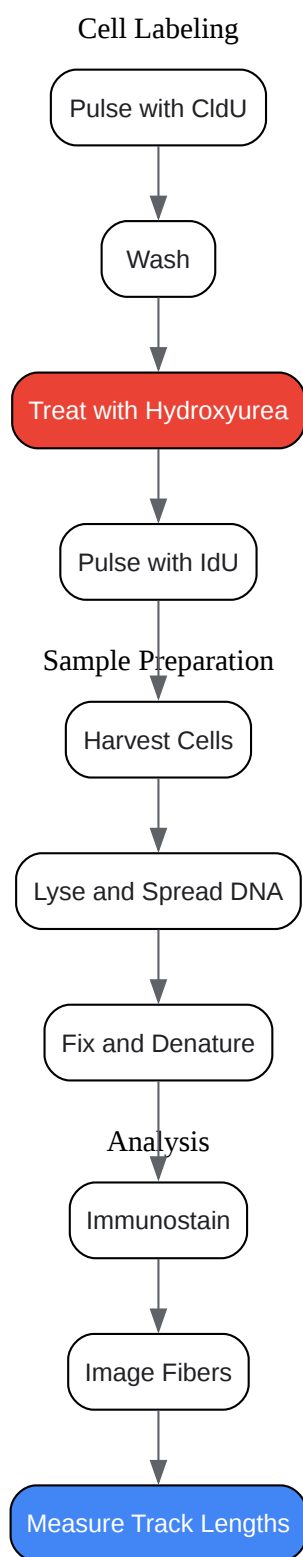 Cell Labeling
Pulse with CldU
Wash
Treat with Hydroxyurea
Pulse with IdU
Sample Preparation
Harvest Cells
Lyse and Spread DNA
Fix and Denature
Analysis
Immunostain
Image Fibers
Measure Track Lengths